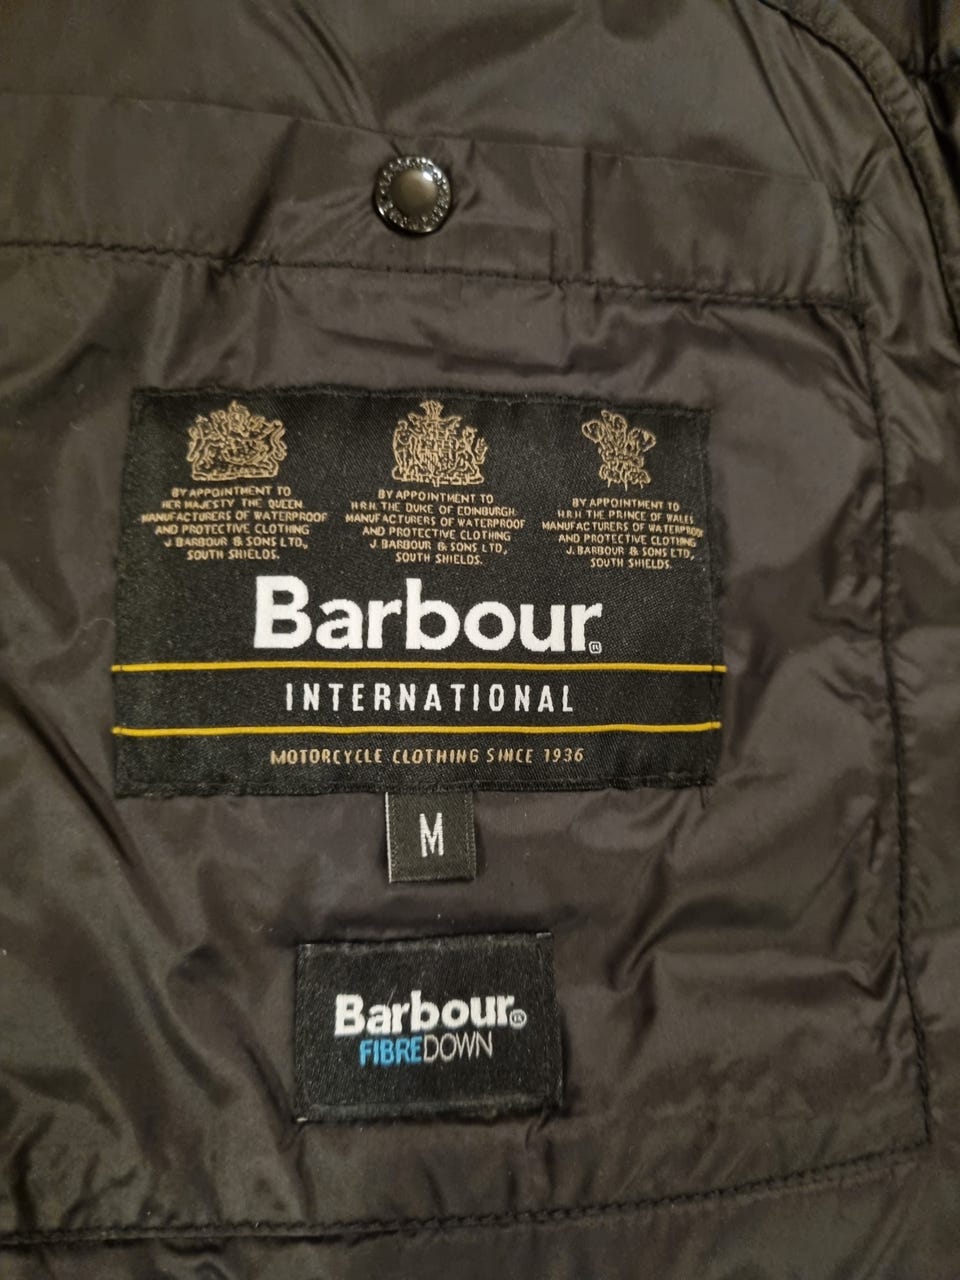 BY APPOINTMENT TO
HER MAJESTY THE QUEEN
MANUFACTURERS OF WATERPROOF
AND PROTECTIVE CLOTHING
J. BARBOUR & SONS LTD.,
SOUTH SHIELDS.
BY APPOINTMENT TO
H.R.H. THE DUKE OF EDINBURGH
MANUFACTURERS OF WATERPROOF
AND PROTECTIVE CLOTHING
J. BARBOUR & SONS LTD.,
SOUTH SHIELDS.
BY APPOINTMENT TO
H.R.H. THE PRINCE OF WALES
MANUFACTURERS OF WATERPROOF
AND PROTECTIVE CLOTHING
J. BARBOUR & SONS LTD,
SOUTH SHIELDS.
Barbour®
INTERNATIONAL
MOTORCYCLE CLOTHING SINCE 1936
M
Barbour®
FIBREDOWN